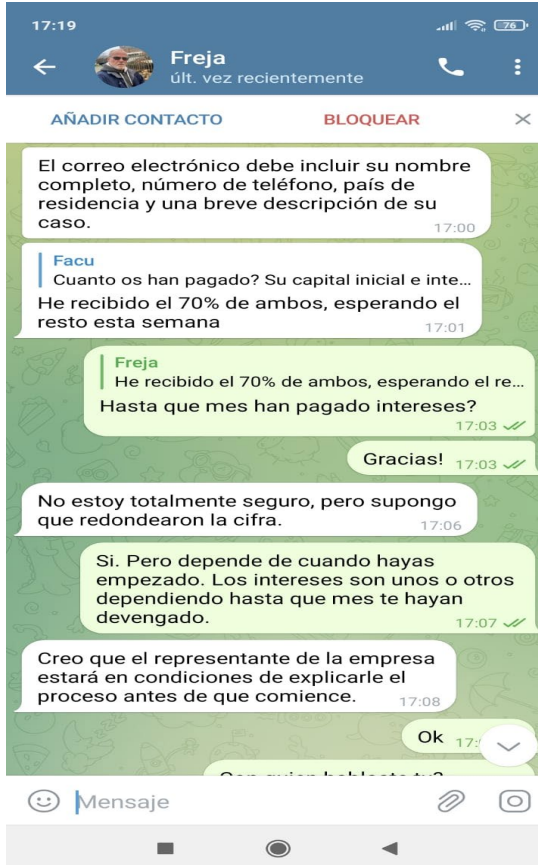 17:19
76
Freja
últ. vez recientemente
AÑADIR CONTACTO
BLOQUEAR
El correo electrónico debe incluir su nombre
completo, número de teléfono, país de
residencia y una breve descripción de su
caso.
17:00
Facu
Cuanto os han pagado? Su capital inicial e inte...
He recibido el 70% de ambos, esperando el
resto esta semana
17:01
Freja
He recibido el 70% de ambos, esperando el re...
Hasta que mes han pagado intereses?
17:03
Gracias! 17:03
No estoy totalmente seguro, pero supongo
que redondearon la cifra.
17:06
Si. Pero depende de cuando hayas
empezado. Los intereses son unos o otros
dependiendo hasta que mes te hayan
devengado.
17:07
Creo que el representante de la empresa
estará en condiciones de explicarle el
proceso antes de que comience.
17:08
Ok
Mensaje